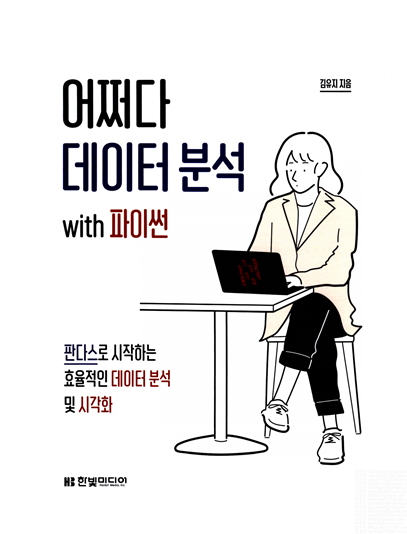 김유지 지음
어쩌다
데이터 분석
with 파이썬
판다스로 시작하는
효율적인 데이터 분석
및 시각화
HB 한빛미디어